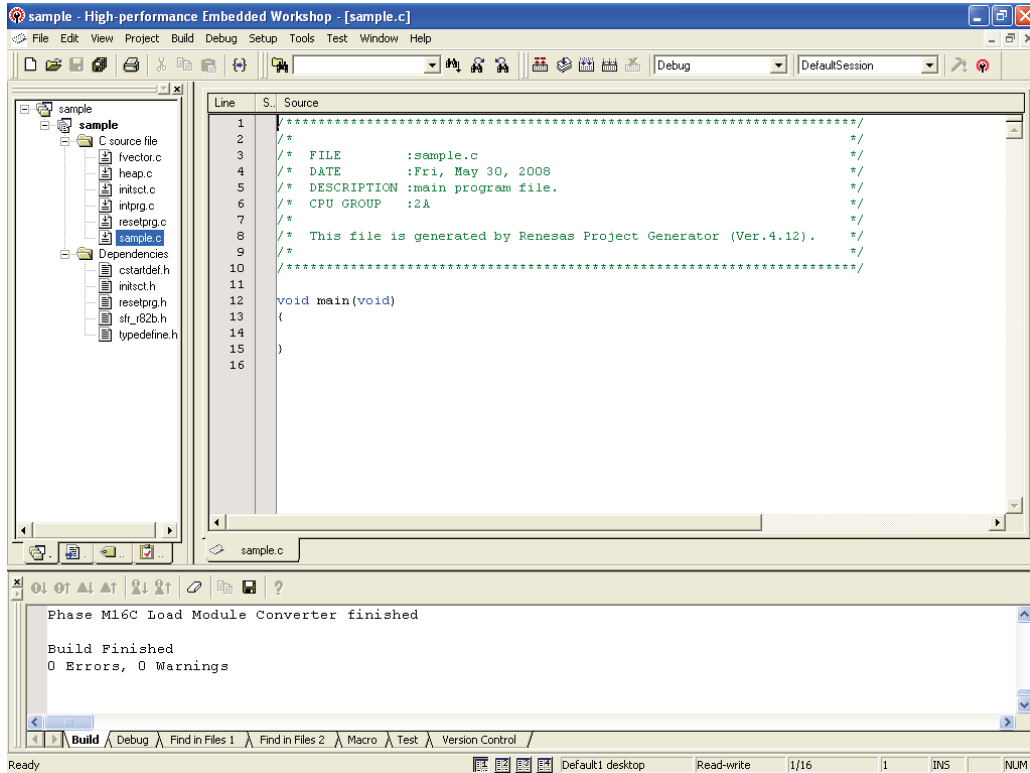 sample - High-performance Embedded Workshop - [sample.c]
File Edit View Project Build Debug Setup Tools Test Window Help
Debug DefaultSession
sample
sample
C source file
fvector.c
heap.c
initsct.c
intprg.c
resetprg.c
sample.c
Dependencies
cstartdef.h
initsct.h
resetprg.h
sfr_r82b.h
typedefine.h
Line S.. Source
1 /***********************************************************************/
2 /* */
3 /* FILE :sample.c */
4 /* DATE :Fri, May 30, 2008 */
5 /* DESCRIPTION :main program file. */
6 /* CPU GROUP :2A */
7 /* */
8 /* This file is generated by Renesas Project Generator (Ver.4.12). */
9 /* */
10 /***********************************************************************/
11
12 void main(void)
13 {
14
15 }
16
sample.c
Phase M16C Load Module Converter finished
Build Finished
0 Errors, 0 Warnings
Build Debug Find in Files 1 Find in Files 2 Macro Test Version Control
Ready 1 2 3 4 Default1 desktop Read-write 1/16 1 INS NUM